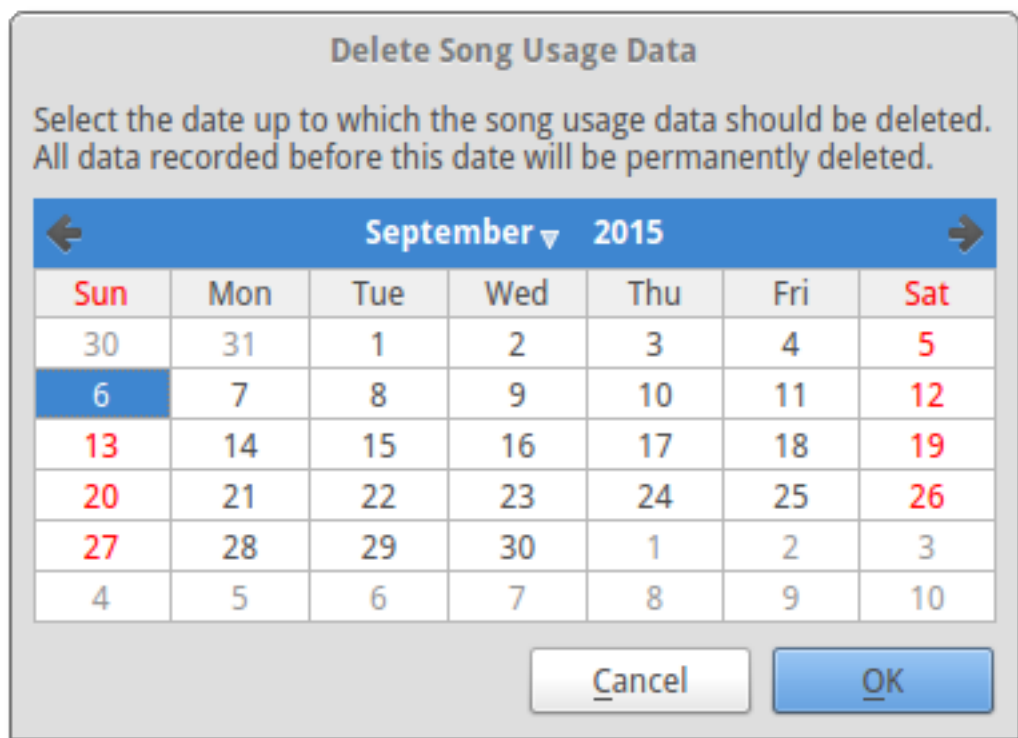 Delete Song Usage Data
Select the date up to which the song usage data should be deleted.
All data recorded before this date will be permanently deleted.
September 2015
Sun Mon Tue Wed Thu Fri Sat
30 31 1 2 3 4 5
6 7 8 9 10 11 12
13 14 15 16 17 18 19
20 21 22 23 24 25 26
27 28 29 30 1 2 3
4 5 6 7 8 9 10
Cancel OK